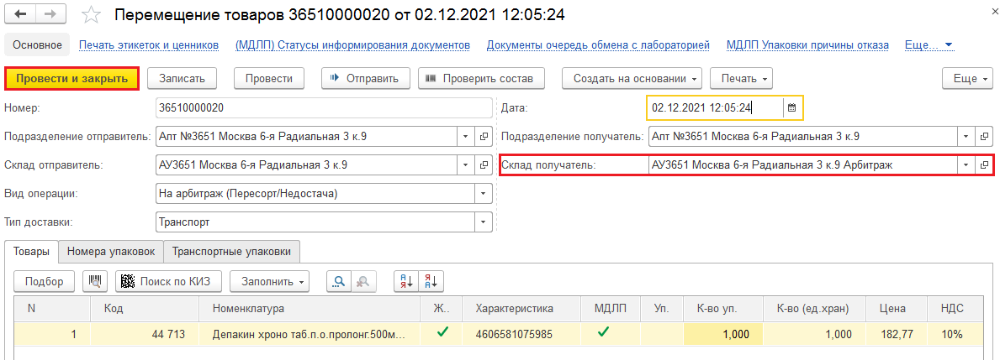 Перемещение товаров 36510000020 от 02.12.2021 12:05:24
Основное Печать этикеток и ценников (МДЛП) Статусы информирования документов Документы очередь обмена с лабораторией МДЛП Упаковки причины отказа Еще...
Провести и закрыть Записать Провести Отправить Проверить состав Создать на основании Печать Еще
Номер: 36510000020 Дата: 02.12.2021 12:05:24
Подразделение отправитель: Апт №3651 Москва 6-я Радиальная 3 к.9 Подразделение получатель: Апт №3651 Москва 6-я Радиальная 3 к.9
Склад отправитель: АУ3651 Москва 6-я Радиальная 3 к.9 Склад получатель: АУ3651 Москва 6-я Радиальная 3 к.9 Арбитраж
Вид операции: На арбитраж (Пересорт/Недостача)
Тип доставки: Транспорт
Товары Номера упаковок Транспортные упаковки
Подбор Поиск по КИЗ Заполнить А Я Я А
N Код Номенклатура Ж.. Характеристика МДЛП Уп. К-во уп. К-во (ед.хран) Цена НДС
1 44 713 Депакин хроно таб.п.о.пролонг.500м... 4606581075985 1,000 1,000 182,77 10%